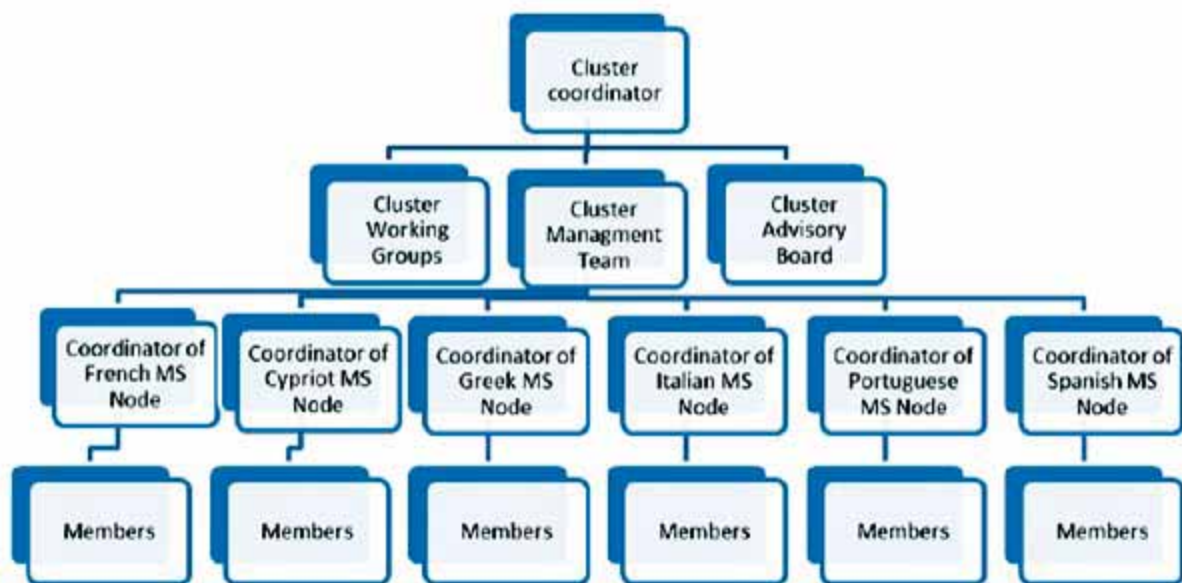 Cluster
coordinator
Cluster
Working
Groups
Cluster
Managment
Team
Cluster
Advisory
Board
Coordinator of
French MS
Node
Coordinator of
Cypriot MS
Node
Coordinator of
Greek MS
Node
Coordinator of
Italian MS
Node
Coordinator of
Portuguese
MS Node
Coordinator of
Spanish MS
Node
Members
Members
Members
Members
Members
Members